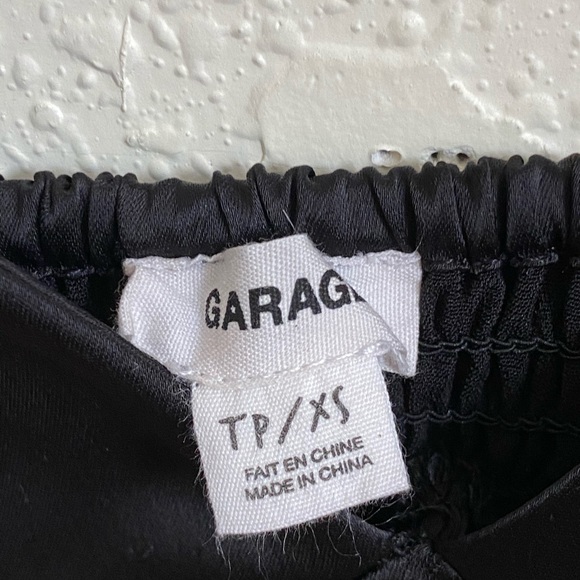 GARAGE
TP/XS
FAIT EN CHINE
MADE IN CHINA